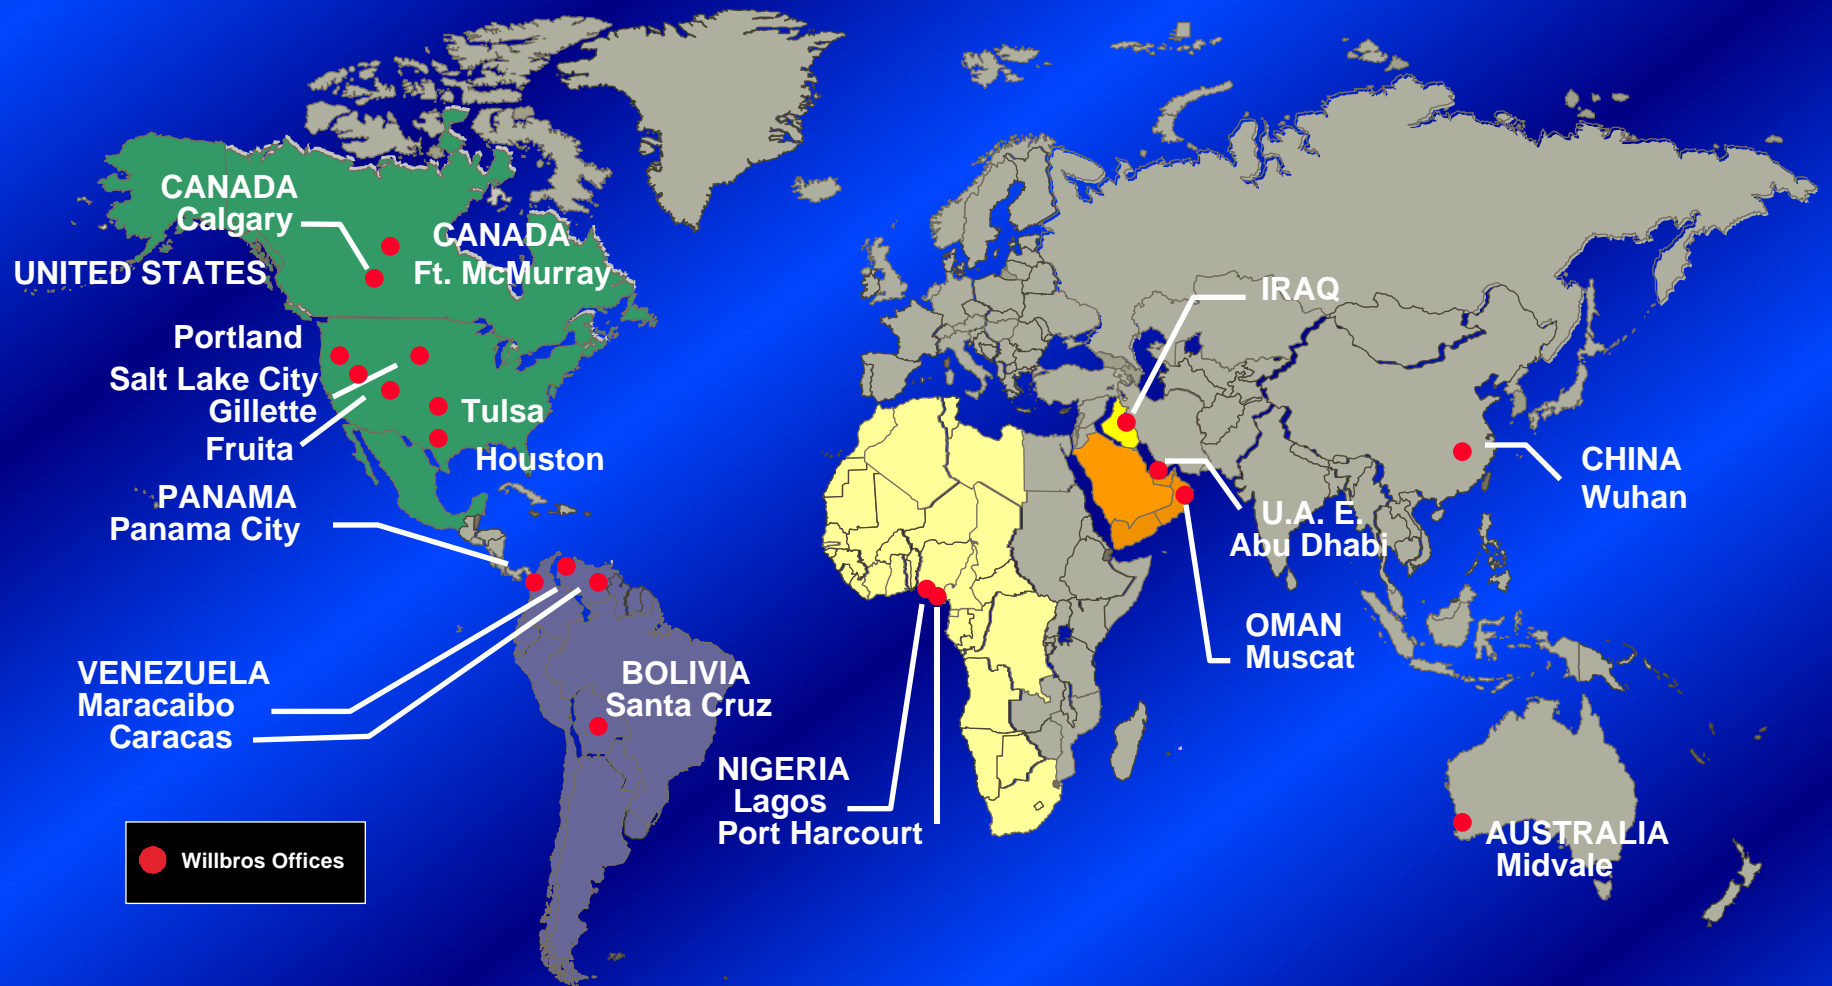 CANADA
Calgary
CANADA
Ft. McMurray
UNITED STATES
Portland
Salt Lake City
Gillette
Fruita
Tulsa
Houston
PANAMA
Panama City
VENEZUELA
Maracaibo
Caracas
BOLIVIA
Santa Cruz
NIGERIA
Lagos
Port Harcourt
IRAQ
U.A. E.
Abu Dhabi
OMAN
Muscat
CHINA
Wuhan
AUSTRALIA
Midvale
Willbros Offices